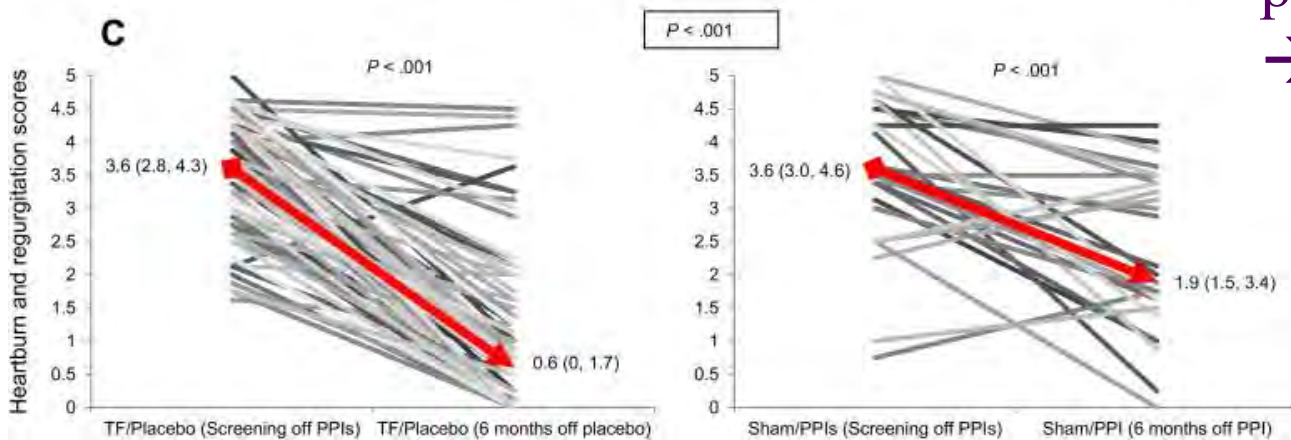 C
P < .001
p
→
P < .001
P < .001
Heartburn and regurgitation scores
5
4.5
4
3.5
3
2.5
2
1.5
1
0.5
0
3.6 (2.8, 4.3)
0.6 (0, 1.7)
TF/Placebo (Screening off PPIs)
TF/Placebo (6 months off placebo)
5
4.5
4
3.5
3
2.5
2
1.5
1
0.5
0
3.6 (3.0, 4.6)
1.9 (1.5, 3.4)
Sham/PPIs (Screening off PPIs)
Sham/PPI (6 months off PPI)